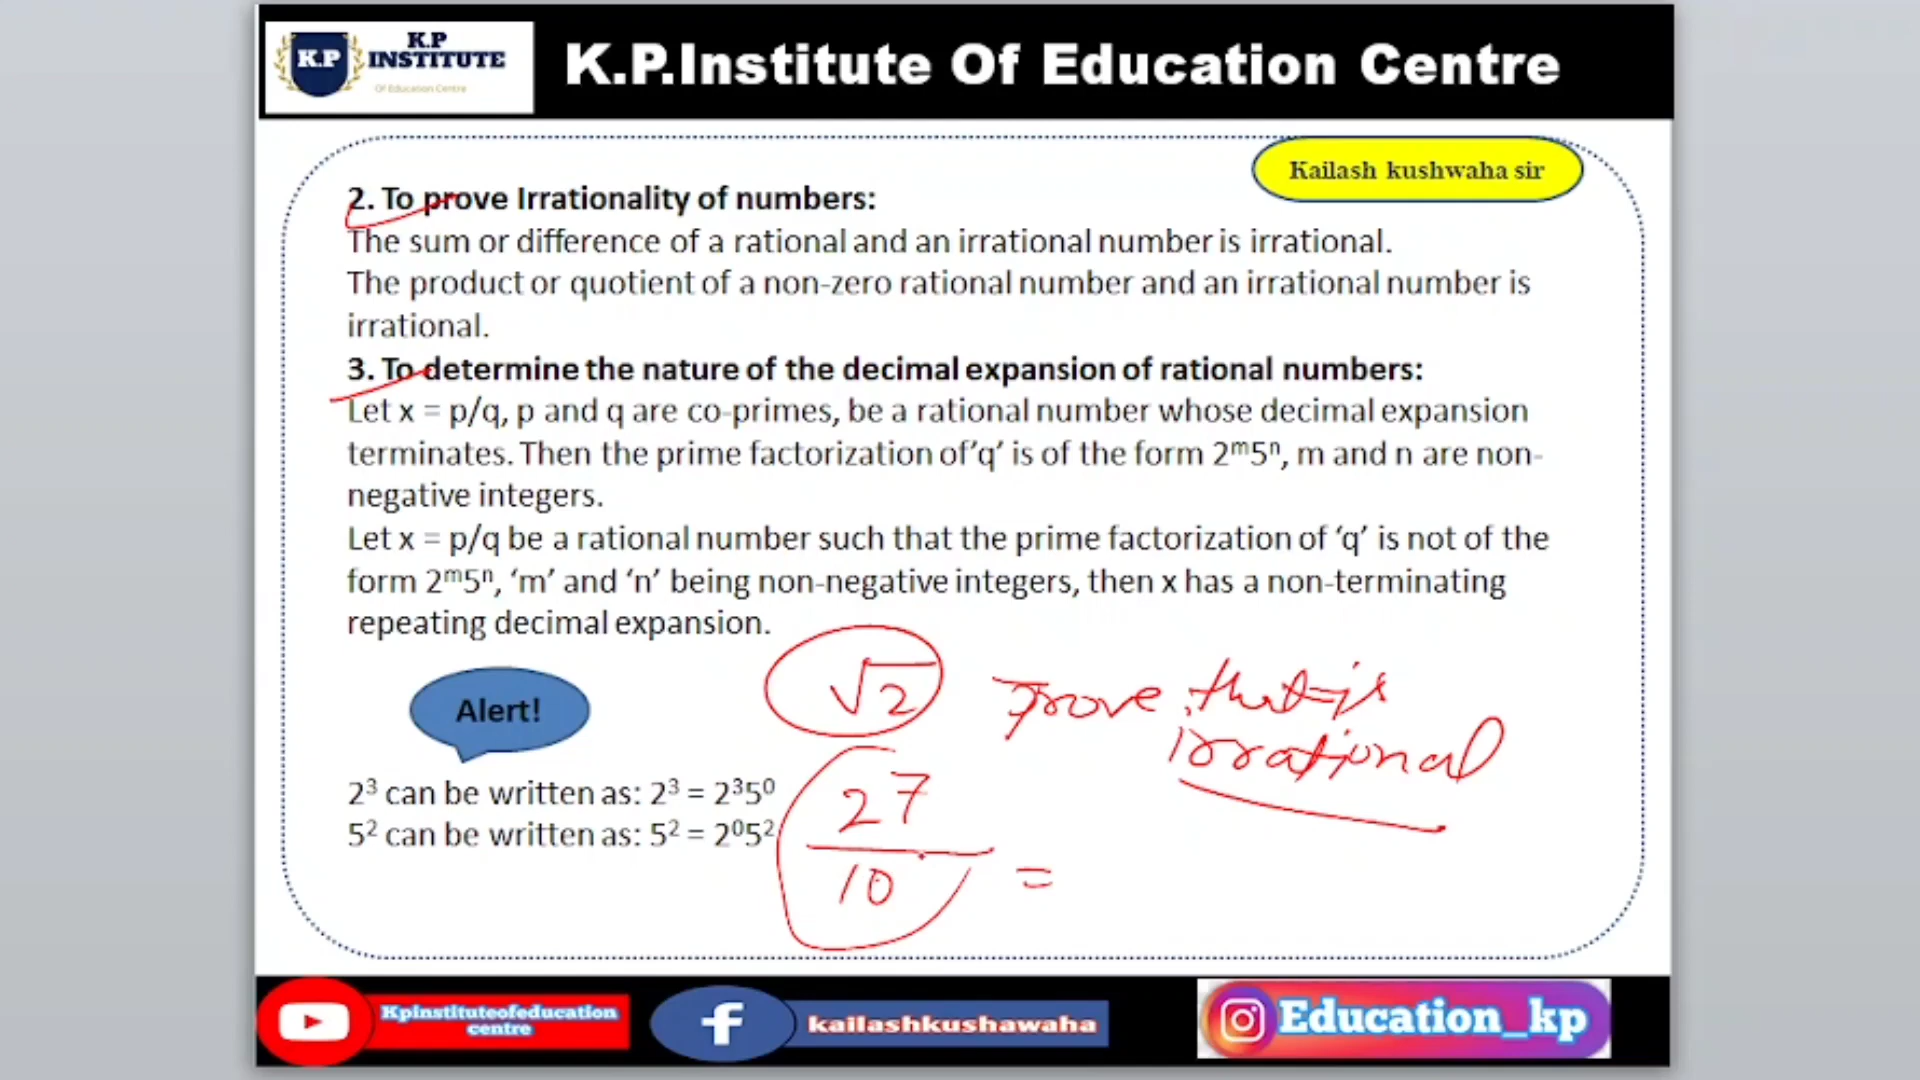 K.P
K.P
INSTITUTE
Of Education Centre
K.P.Institute Of Education Centre
Kailash kushwaha sir
2. To prove Irrationality of numbers:
The sum or difference of a rational and an irrational number is irrational.
The product or quotient of a non-zero rational number and an irrational number is
irrational.
3. To determine the nature of the decimal expansion of rational numbers:
Let x = p/q, p and q are co-primes, be a rational number whose decimal expansion
terminates. Then the prime factorization of’q’ is of the form 2ᵐ5ⁿ, m and n are non-
negative integers.
Let x = p/q be a rational number such that the prime factorization of ‘q’ is not of the
form 2ᵐ5ⁿ, ‘m’ and ‘n’ being non-negative integers, then x has a non-terminating
repeating decimal expansion.
√2 Prove that is
irrational
Alert!
2³ can be written as: 2³ = 2³5⁰
5² can be written as: 5² = 2⁰5²
27
10 =
Kpinstituteofeducation
centre
f
kailashkushawaha
Education_kp